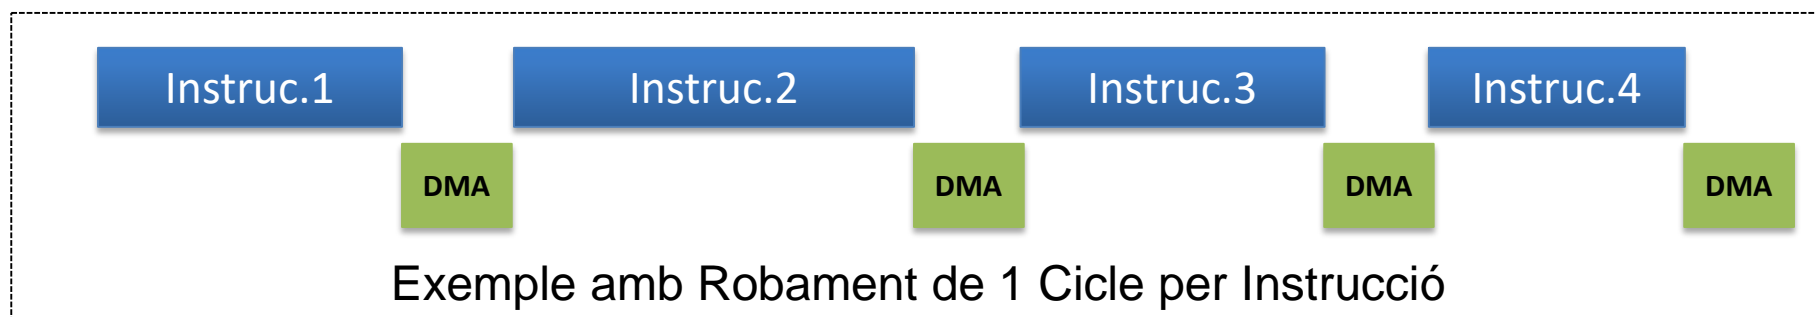 Instruc.1 Instruc.2 Instruc.3 Instruc.4
DMA DMA DMA DMA
Exemple amb Robament de 1 Cicle per Instrucció